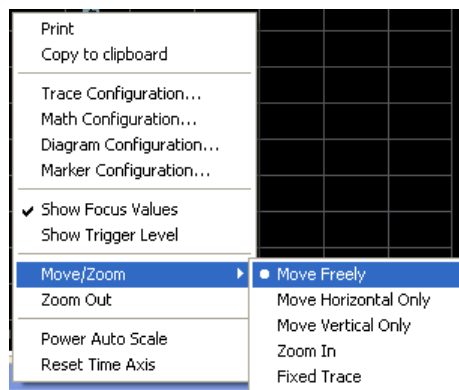 Print
Copy to clipboard
Trace Configuration...
Math Configuration...
Diagram Configuration...
Marker Configuration...
Show Focus Values
Show Trigger Level
Move/Zoom
Zoom Out
Power Auto Scale
Reset Time Axis
Move Freely
Move Horizontal Only
Move Vertical Only
Zoom In
Fixed Trace